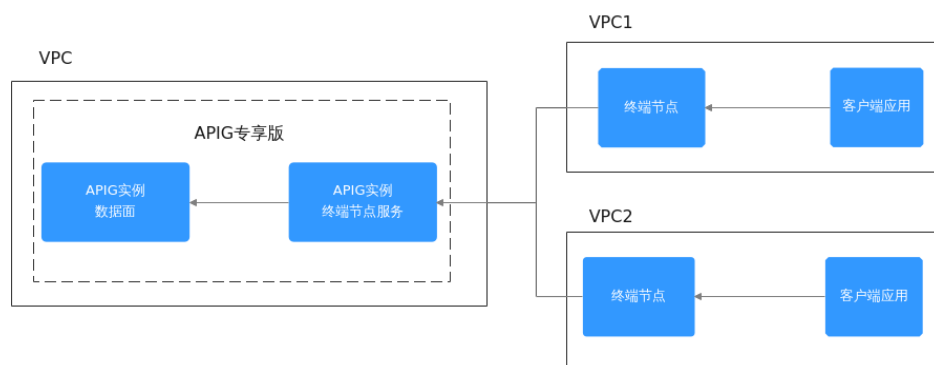 VPC
APIG专享版
APIG实例
数据面
APIG实例
终端节点服务
VPC1
终端节点
客户端应用
VPC2
终端节点
客户端应用